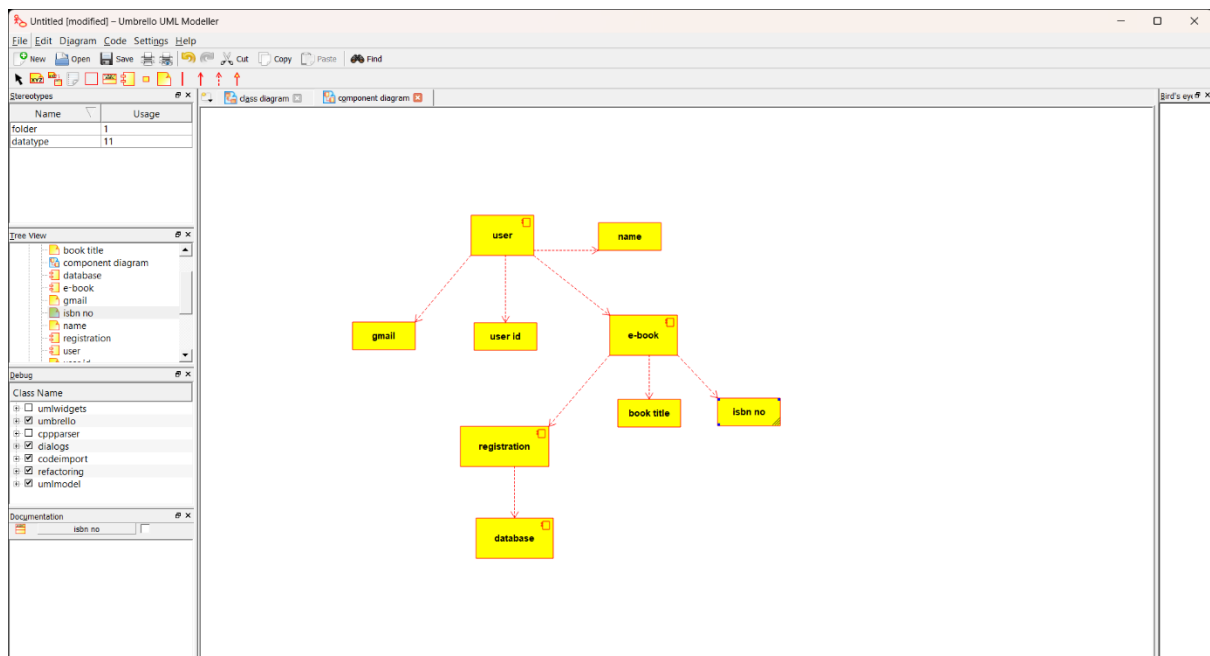 Untitled [modified] – Umbrello UML Modeller
File Edit Diagram Code Settings Help
New Open Save Cut Copy Paste Find
Stereotypes
Name Usage
folder 1
datatype 11
Tree View
book title
component diagram
database
e-book
gmail
isbn no
name
registration
user
user id
Debug
Class Name
umlwidgets
umbrello
cppparser
dialogs
codeimport
refactoring
umlmodel
Documentation
isbn no
class diagram component diagram
Bird's eye
user
name
gmail
user id
e-book
book title
isbn no
registration
database